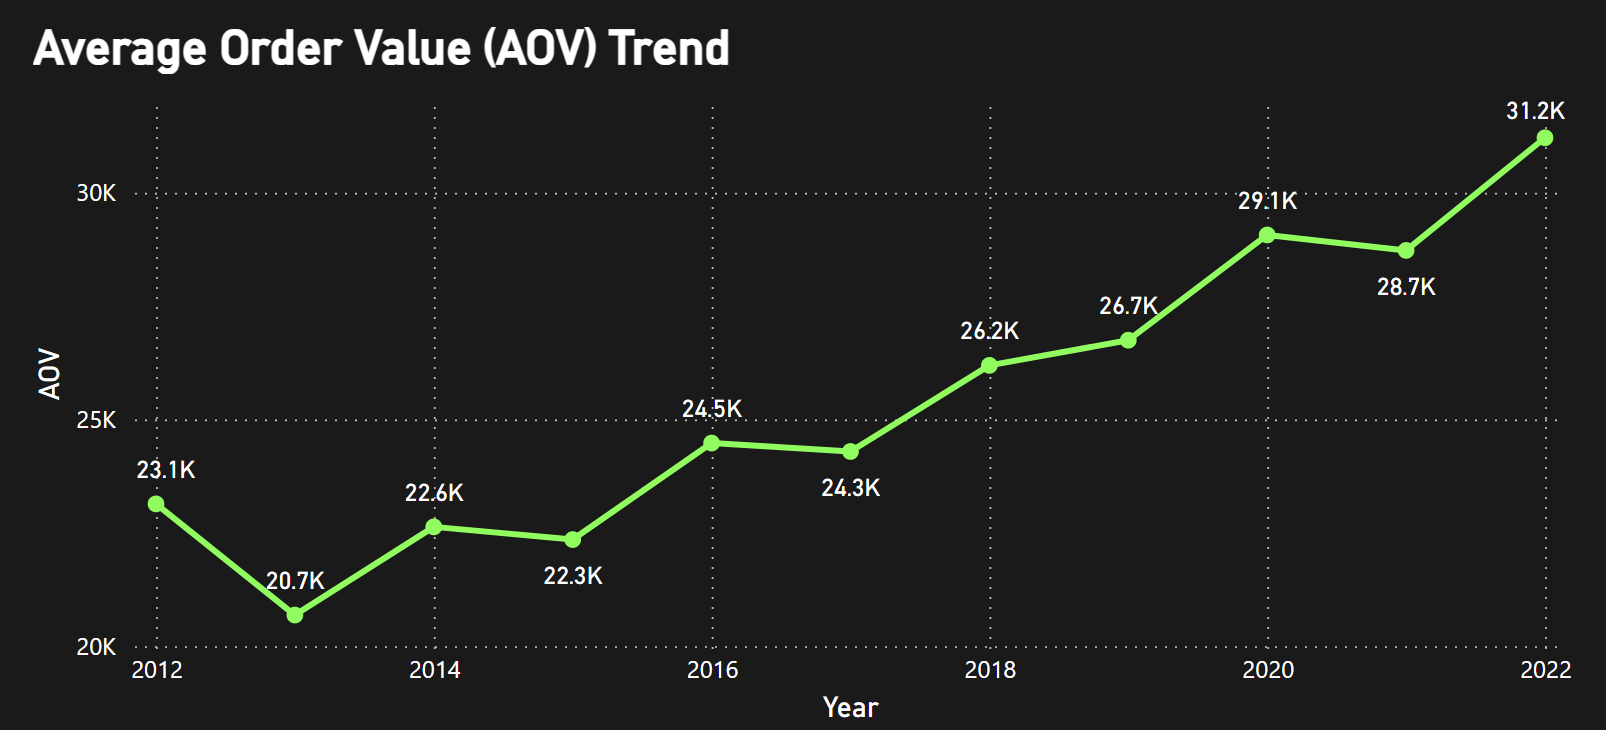 Average Order Value (AOV) Trend
31.2K
30K
29.1K
28.7K
26.7K
26.2K
AOV
24.5K
25K
23.1K
24.3K
22.6K
20.7K
22.3K
20K
2012 2014 2016 2018 2020 2022
Year